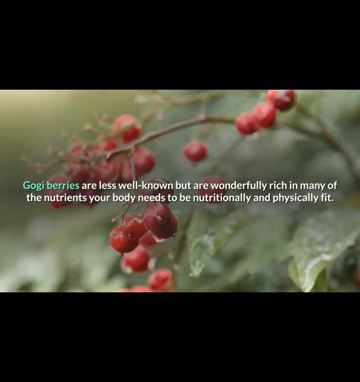 Gogi berries are less well-known but are wonderfully rich in many of
the nutrients your body needs to be nutritionally and physically fit.